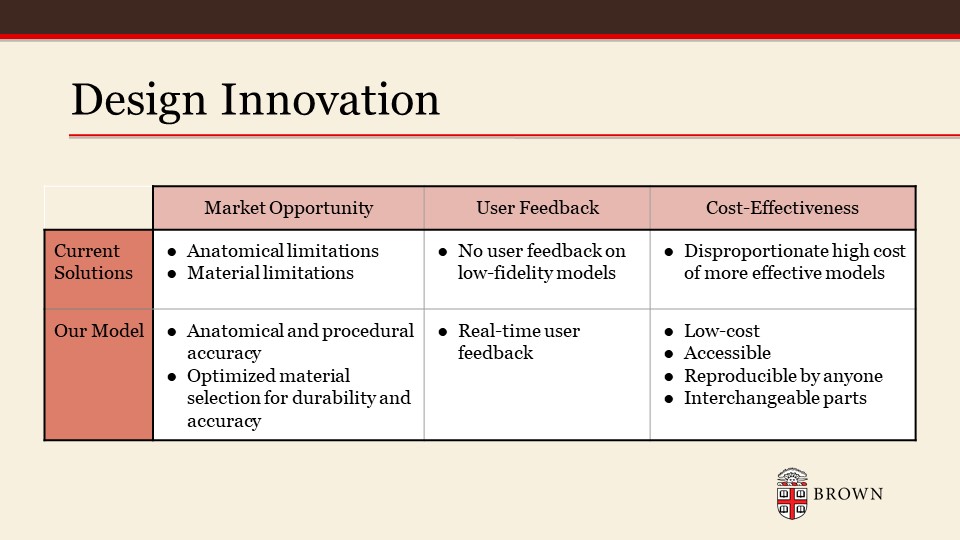 Design Innovation
Market Opportunity
User Feedback
Cost-Effectiveness
Current
Solutions
● Anatomical limitations
● Material limitations
● No user feedback on
low-fidelity models
● Disproportionate high cost
of more effective models
Our Model
● Anatomical and procedural
accuracy
● Optimized material
selection for durability and
accuracy
● Real-time user
feedback
● Low-cost
● Accessible
● Reproducible by anyone
● Interchangeable parts
BROWN